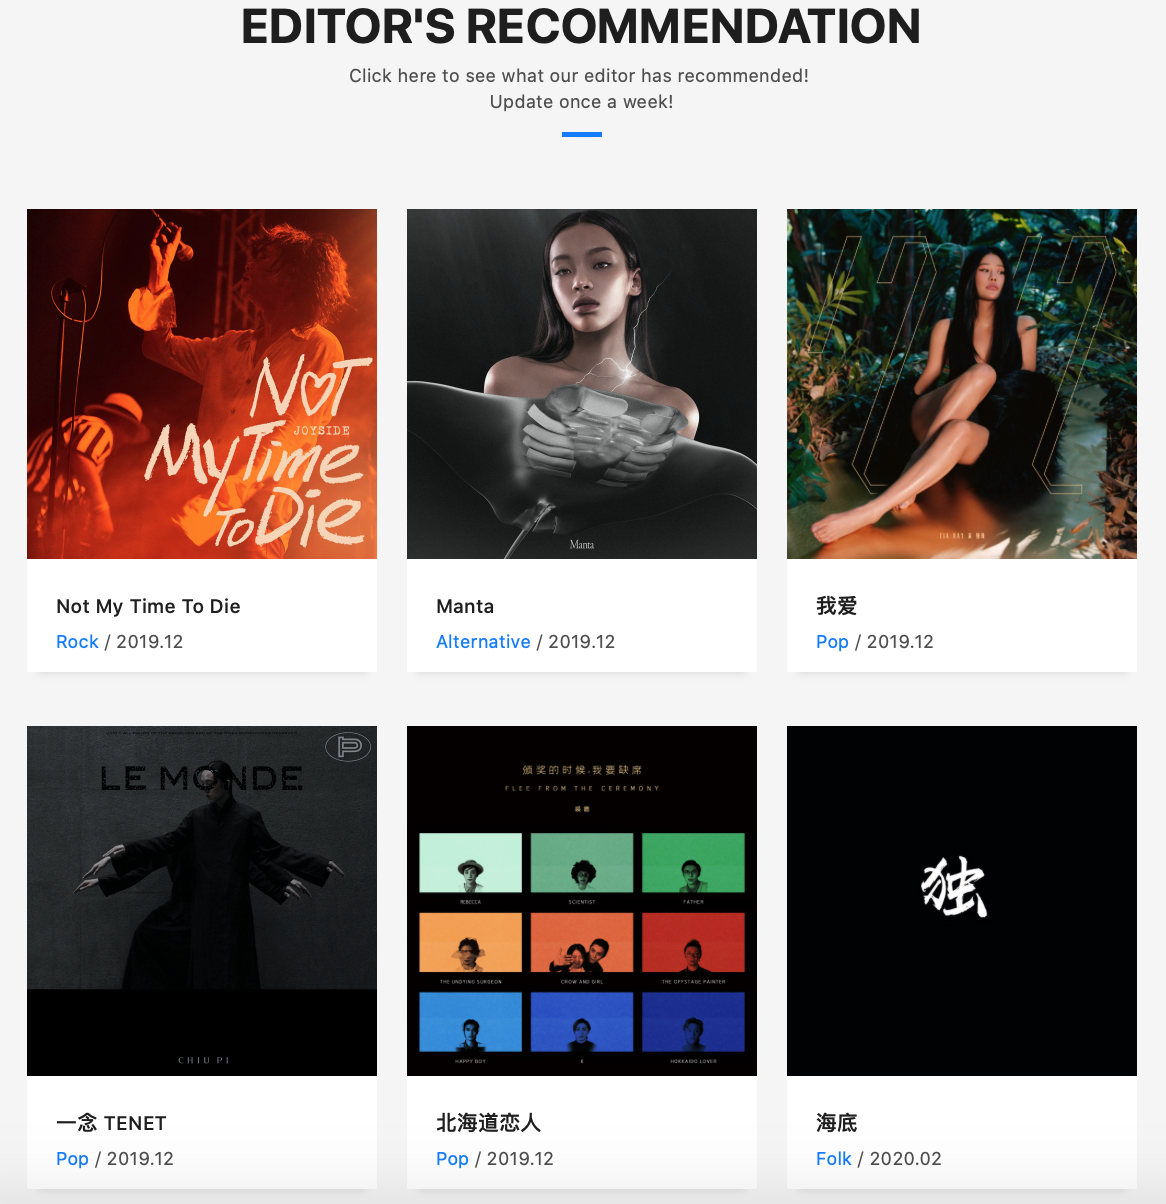 EDITOR'S RECOMMENDATION
Click here to see what our editor has recommended!
Update once a week!
NOT
JOYSIDE
My Time
To Die
Manta
Not My Time To Die
Rock / 2019.12
Manta
Alternative / 2019.12
我爱
Pop / 2019.12
LE MONDE
CHIU PI
颁奖的时候,我要缺席
FLEE FROM THE CEREMONY
REBECCA
SCIENTIST
FATHER
THE UNDYING SURGEON
CROW AND GIRL
THE OFFSTAGE PAINTER
HAPPY BOY
K
HOKKAIDO LOVER
独
一念 TENET
Pop / 2019.12
北海道恋人
Pop / 2019.12
海底
Folk / 2020.02